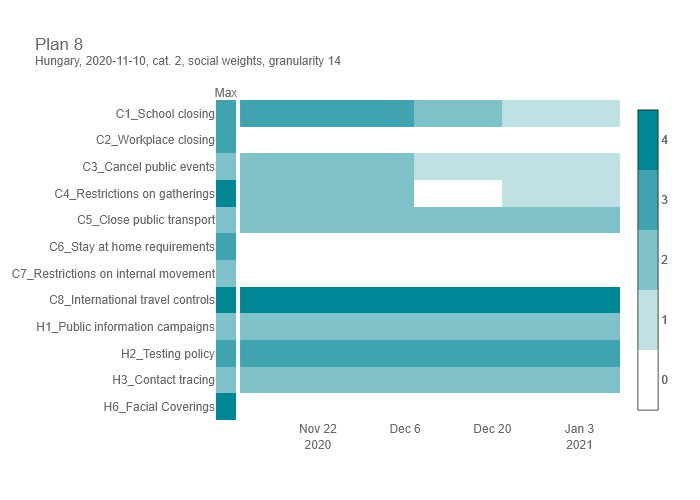 Plan 8
Hungary, 2020-11-10, cat. 2, social weights, granularity 14
Max
C1_School closing
C2_Workplace closing
C3_Cancel public events
C4_Restrictions on gatherings
C5_Close public transport
C6_Stay at home requirements
C7_Restrictions on internal movement
C8_International travel controls
H1_Public information campaigns
H2_Testing policy
H3_Contact tracing
H6_Facial Coverings
Nov 22 Dec 6 Dec 20 Jan 3
2020 2021
4
3
2
1
0